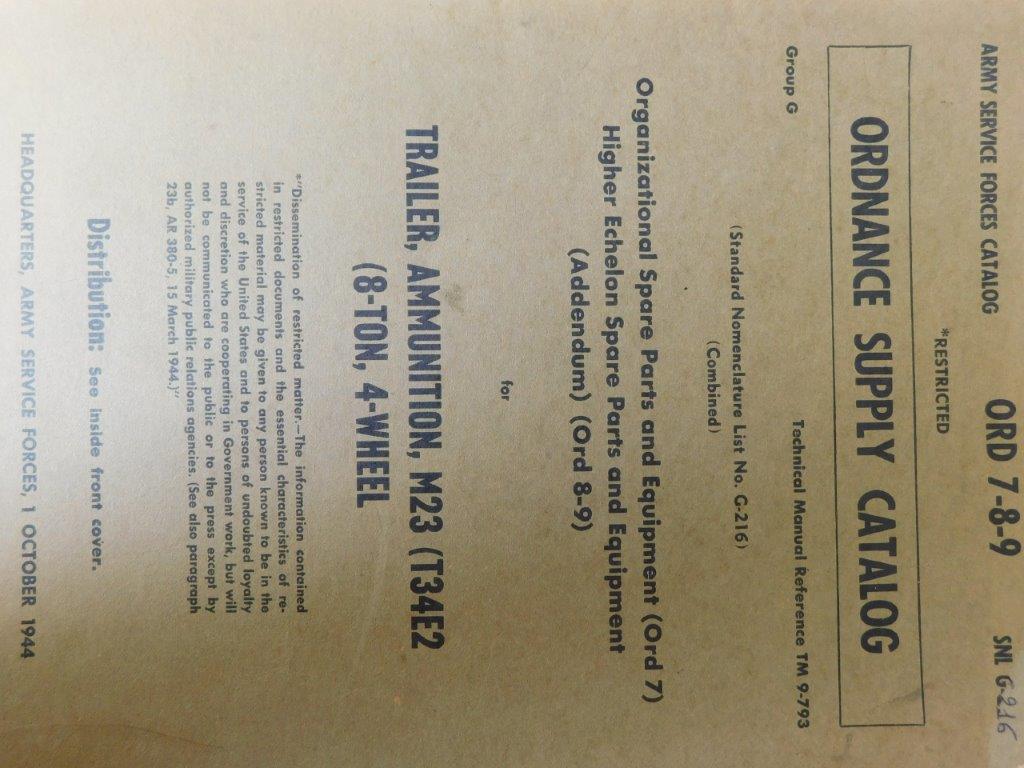 ARMY SERVICE FORCES CATALOG ORD 7-8-9 SNL G-216
*RESTRICTED
ORDNANCE SUPPLY CATALOG
Group G Technical Manual Reference TM 9-793
(Standard Nomenclature List No. G-216)
(Combined)
Organizational Spare Parts and Equipment (Ord 7)
Higher Echelon Spare Parts and Equipment
(Addendum) (Ord 8-9)
for
TRAILER, AMMUNITION, M23 (T34E2
(8-TON, 4-WHEEL
*"Dissemination of restricted matter.—The information contained
in restricted documents and the essential characteristics of re-
stricted material may be given to any person known to be in the
service of the United States and to persons of undoubted loyalty
and discretion who are cooperating in Government work, but will
not be communicated to the public or to the press except by
authorized military public relations agencies. (See also paragraph
23b, AR 380-5, 15 March 1944.)"
Distribution: See inside front cover.
HEADQUARTERS, ARMY SERVICE FORCES, 1 OCTOBER 1944